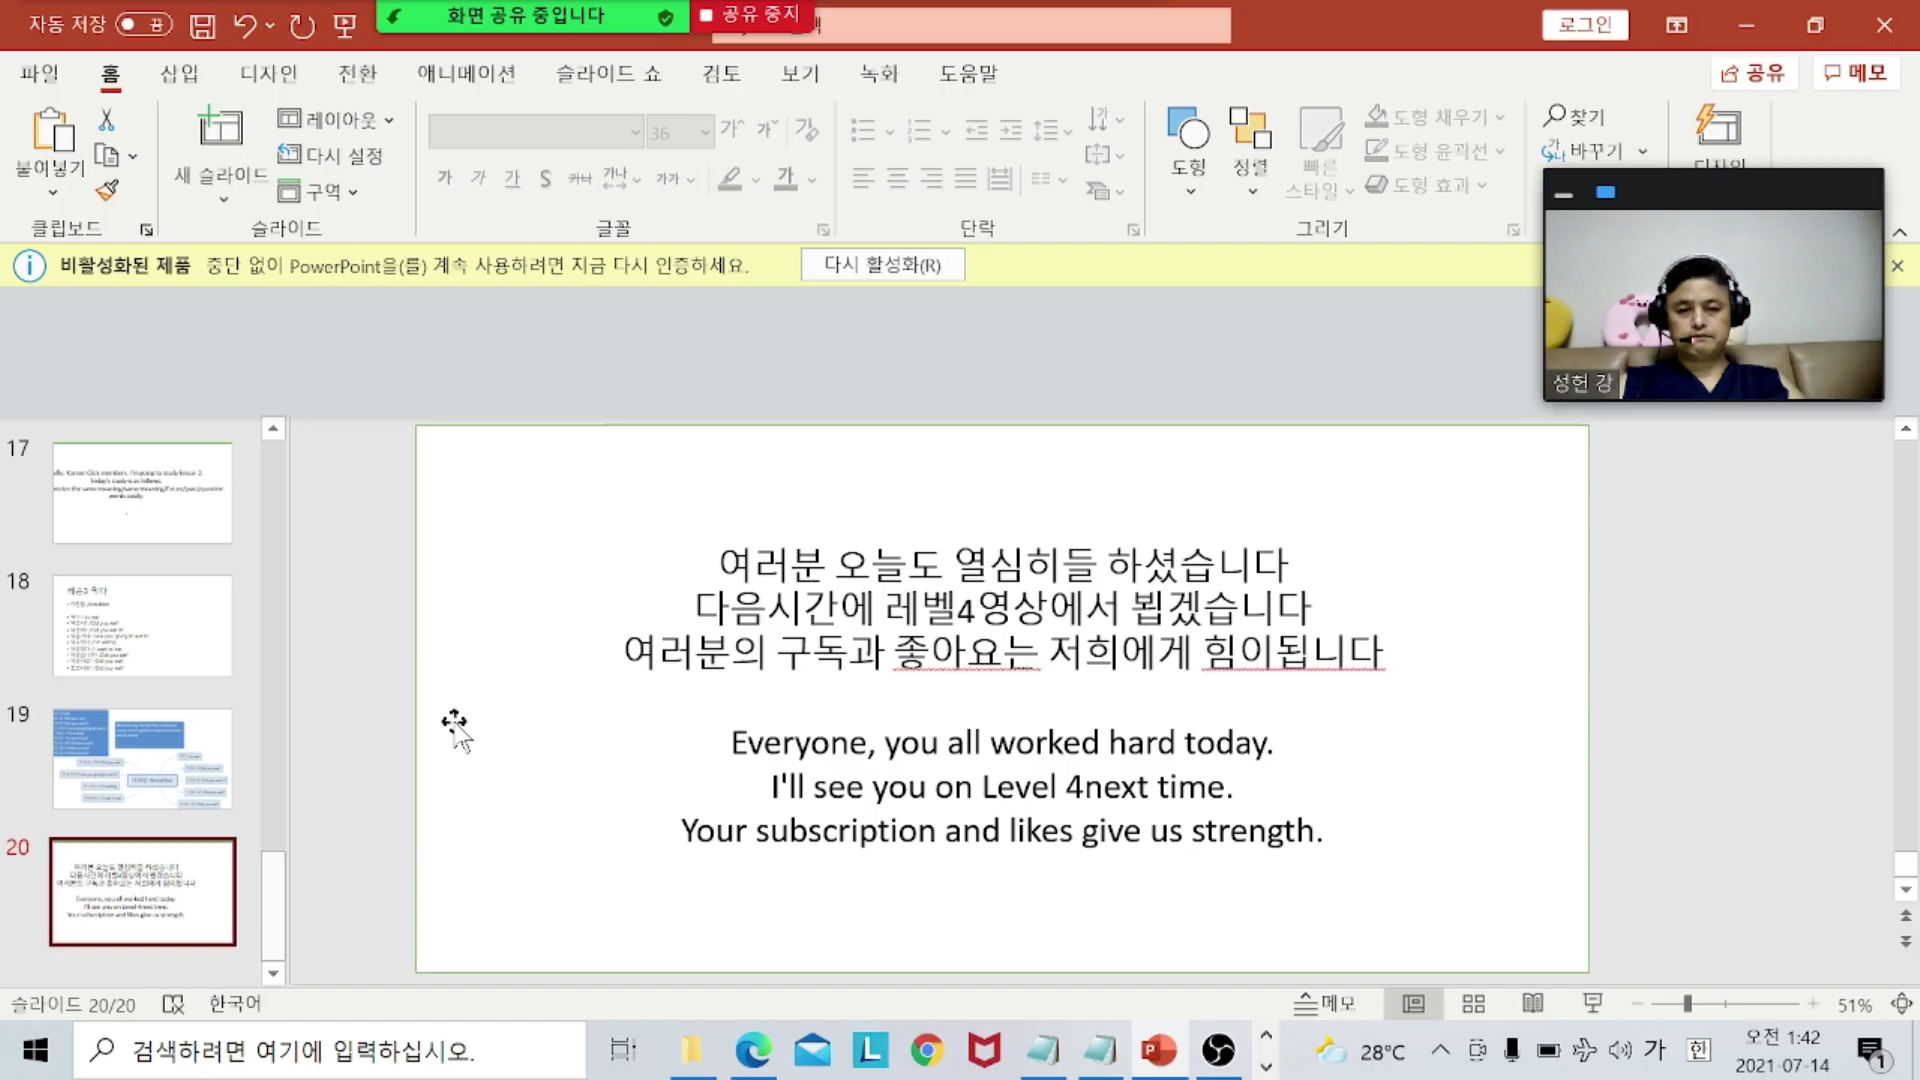 자동 저장 끔
화면 공유 중입니다 공유 중지
로그인
파일 홈 삽입 디자인 전환 애니메이션 슬라이드 쇼 검토 보기 녹화 도움말 공유 메모
붙여넣기 새 슬라이드 레이아웃 다시 설정 구역
36
도형 정렬 빠른 스타일 도형 채우기 도형 윤곽선 도형 효과
찾기 바꾸기
클립보드 슬라이드 글꼴 단락 그리기
비활성화된 제품 중단 없이 PowerPoint을(를) 계속 사용하려면 지금 다시 인증하세요. 다시 활성화(R)
성헌 강
17
18
레슨3 먹다
19
20
여러분 오늘도 열심히들 하셨습니다
다음시간에 레벨4영상에서 뵙겠습니다
여러분의 구독과 좋아요는 저희에게 힘이됩니다
Everyone, you all worked hard today.
I'll see you on Level 4next time.
Your subscription and likes give us strength.
슬라이드 20/20 한국어 메모 51%
검색하려면 여기에 입력하십시오.
28°C 가 한 오전 1:42
2021-07-14
1